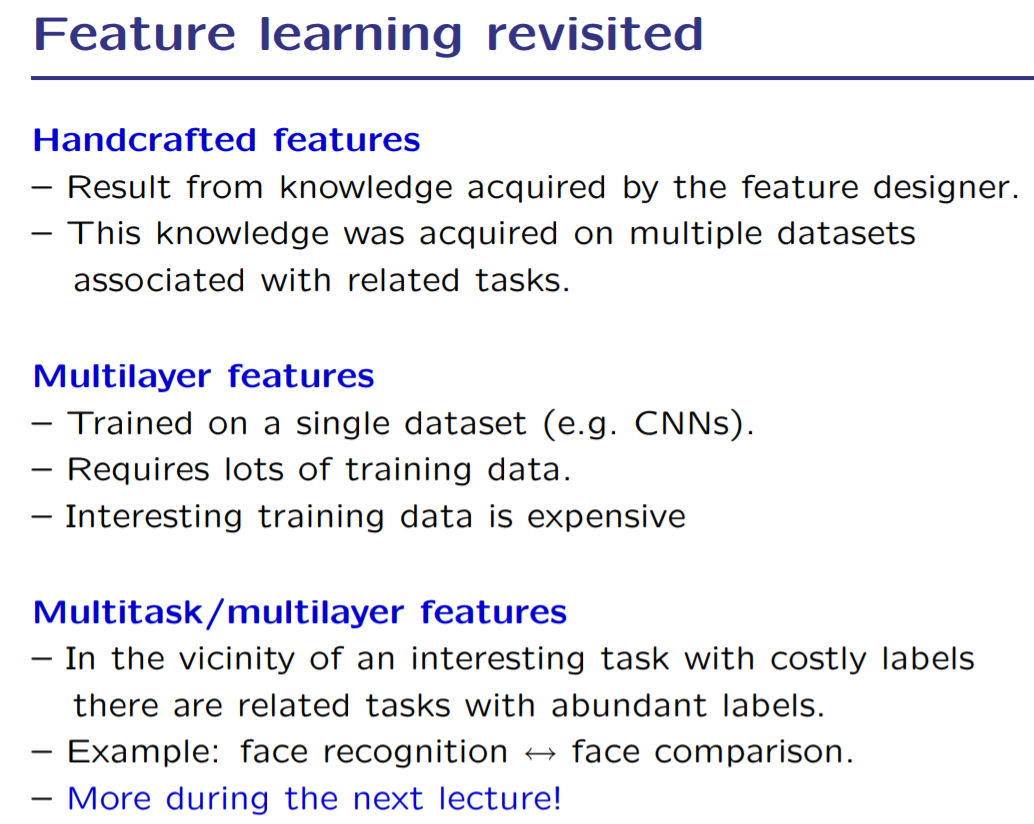 Feature learning revisited
Handcrafted features
– Result from knowledge acquired by the feature designer.
– This knowledge was acquired on multiple datasets
associated with related tasks.
Multilayer features
– Trained on a single dataset (e.g. CNNs).
– Requires lots of training data.
– Interesting training data is expensive
Multitask/multilayer features
– In the vicinity of an interesting task with costly labels
there are related tasks with abundant labels.
– Example: face recognition ↔ face comparison.
– More during the next lecture!